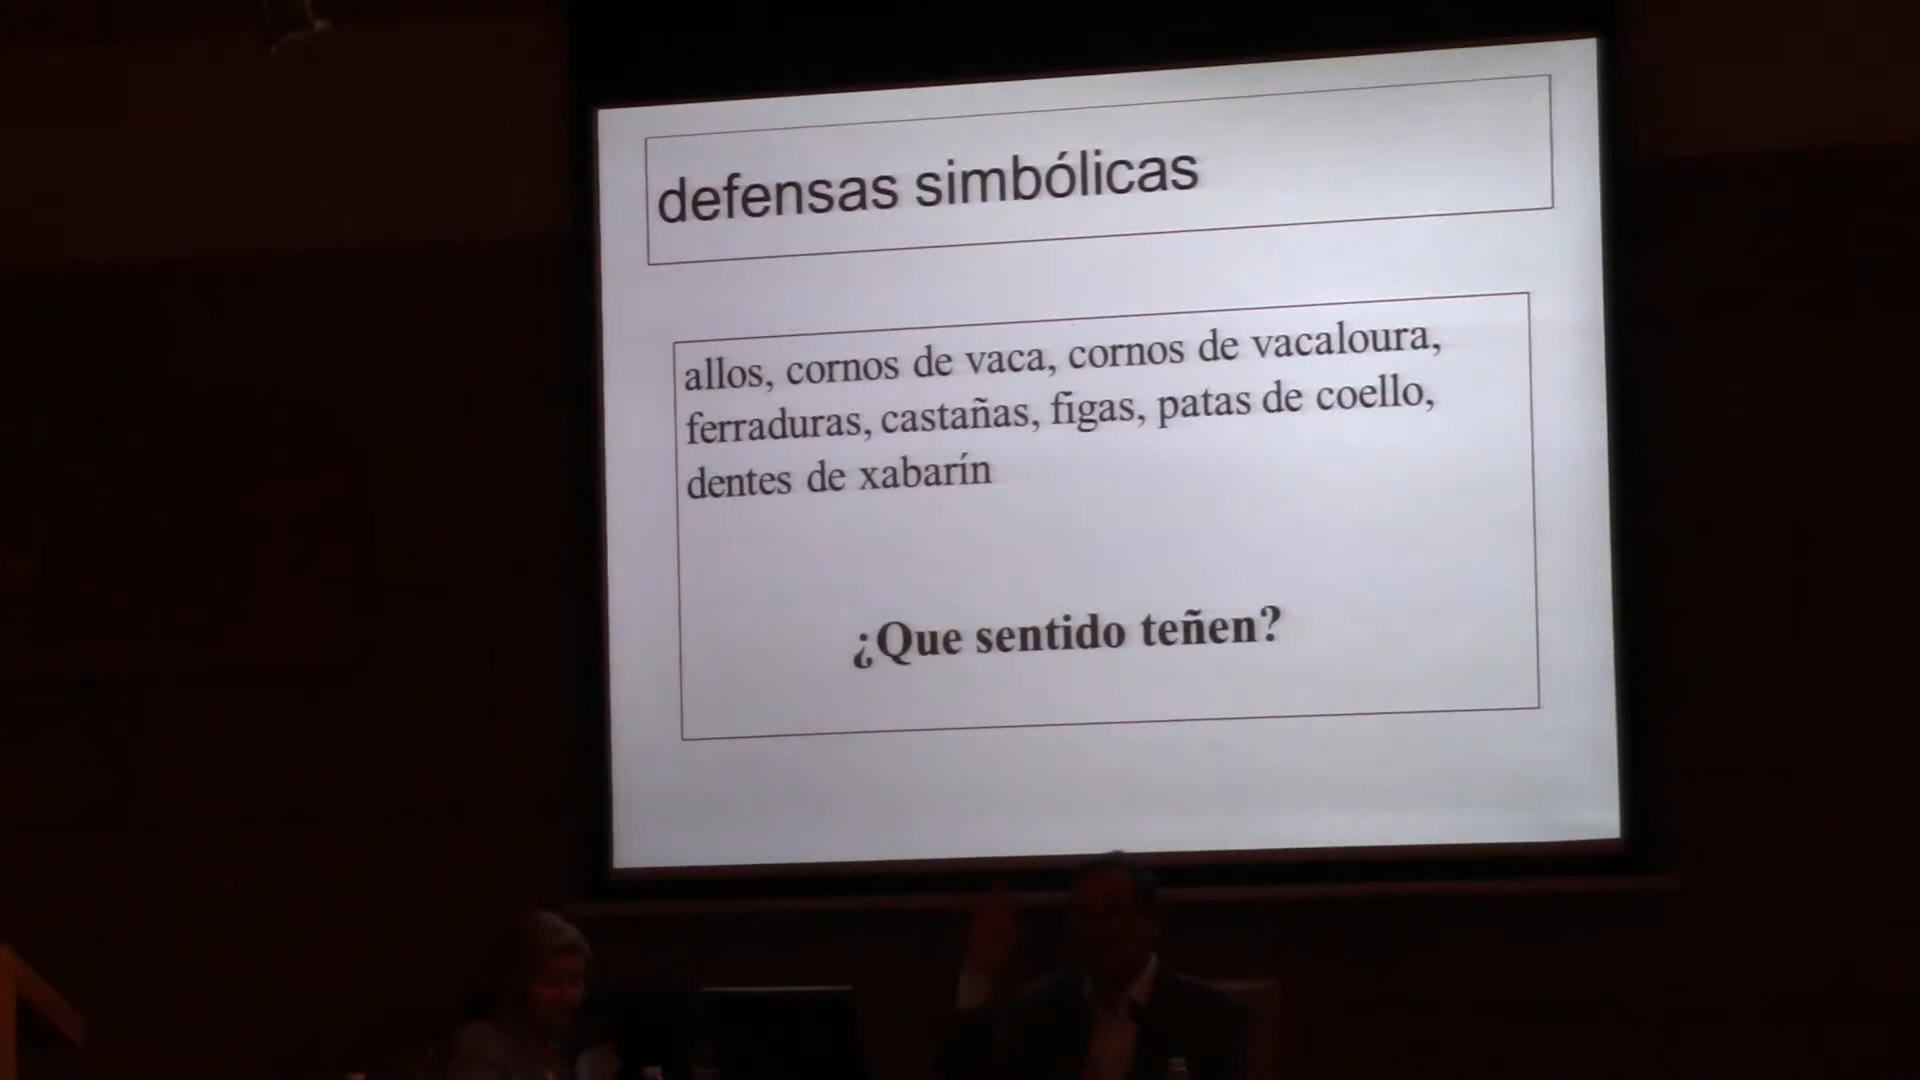 defensas simbólicas
allos, cornos de vaca, cornos de vacaloura,
ferraduras, castañas, figas, patas de coello,
dentes de xabarín
¿Que sentido teñen?